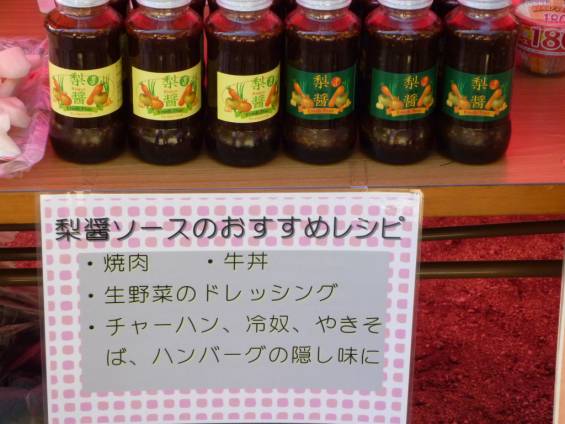 梨醤
梨醤
梨醤
梨醤
梨醤
梨醤
180
梨醤ソースのおすすめレシピ
・焼肉 ・牛丼
・生野菜のドレッシング
・チャーハン、冷奴、やきそ
ば、ハンバーグの隠し味に